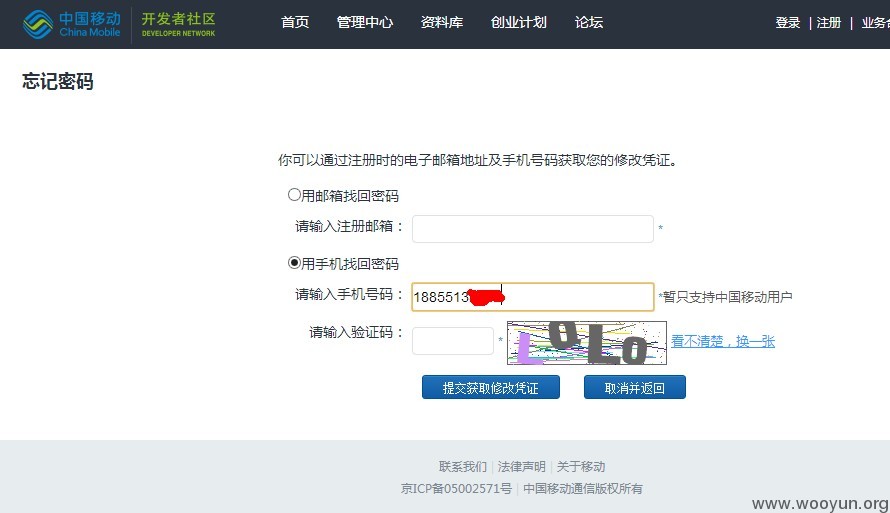 中国移动 China Mobile 开发者社区 DEVELOPER NETWORK 首页 管理中心 资料库 创业计划 论坛 登录 | 注册 | 业务
忘记密码
你可以通过注册时的电子邮箱地址及手机号码获取您的修改凭证。
用邮箱找回密码
请输入注册邮箱： *
用手机找回密码
请输入手机号码： 1885513 *暂只支持中国移动用户
请输入验证码： * LULO 看不清楚，换一张
提交获取修改凭证 取消并返回
联系我们 | 法律声明 | 关于移动
京ICP备05002571号 | 中国移动通信版权所有
www.wooyun.org